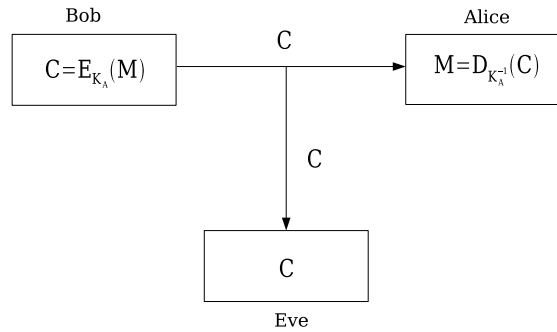 Bob
Alice
C=E_{K_A}(M)
C
M=D_{K_A^{-1}}(C)
C
C
Eve